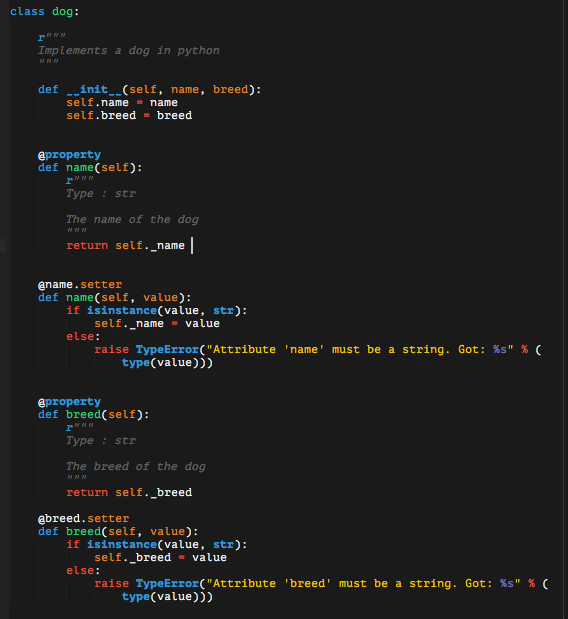 class dog:
r"""
Implements a dog in python
"""
def __init__(self, name, breed):
self.name = name
self.breed = breed
@property
def name(self):
r"""
Type : str
The name of the dog
"""
return self._name
@name.setter
def name(self, value):
if isinstance(value, str):
self._name = value
else:
raise TypeError("Attribute 'name' must be a string. Got: %s" % (
type(value)))
@property
def breed(self):
r"""
Type : str
The breed of the dog
"""
return self._breed
@breed.setter
def breed(self, value):
if isinstance(value, str):
self._breed = value
else:
raise TypeError("Attribute 'breed' must be a string. Got: %s" % (
type(value)))